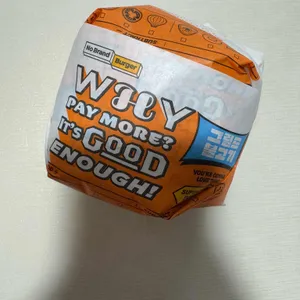 No Brand Burger
WHY
PAY MORE?
IT'S GOOD
ENOUGH!
그릴드
불고기